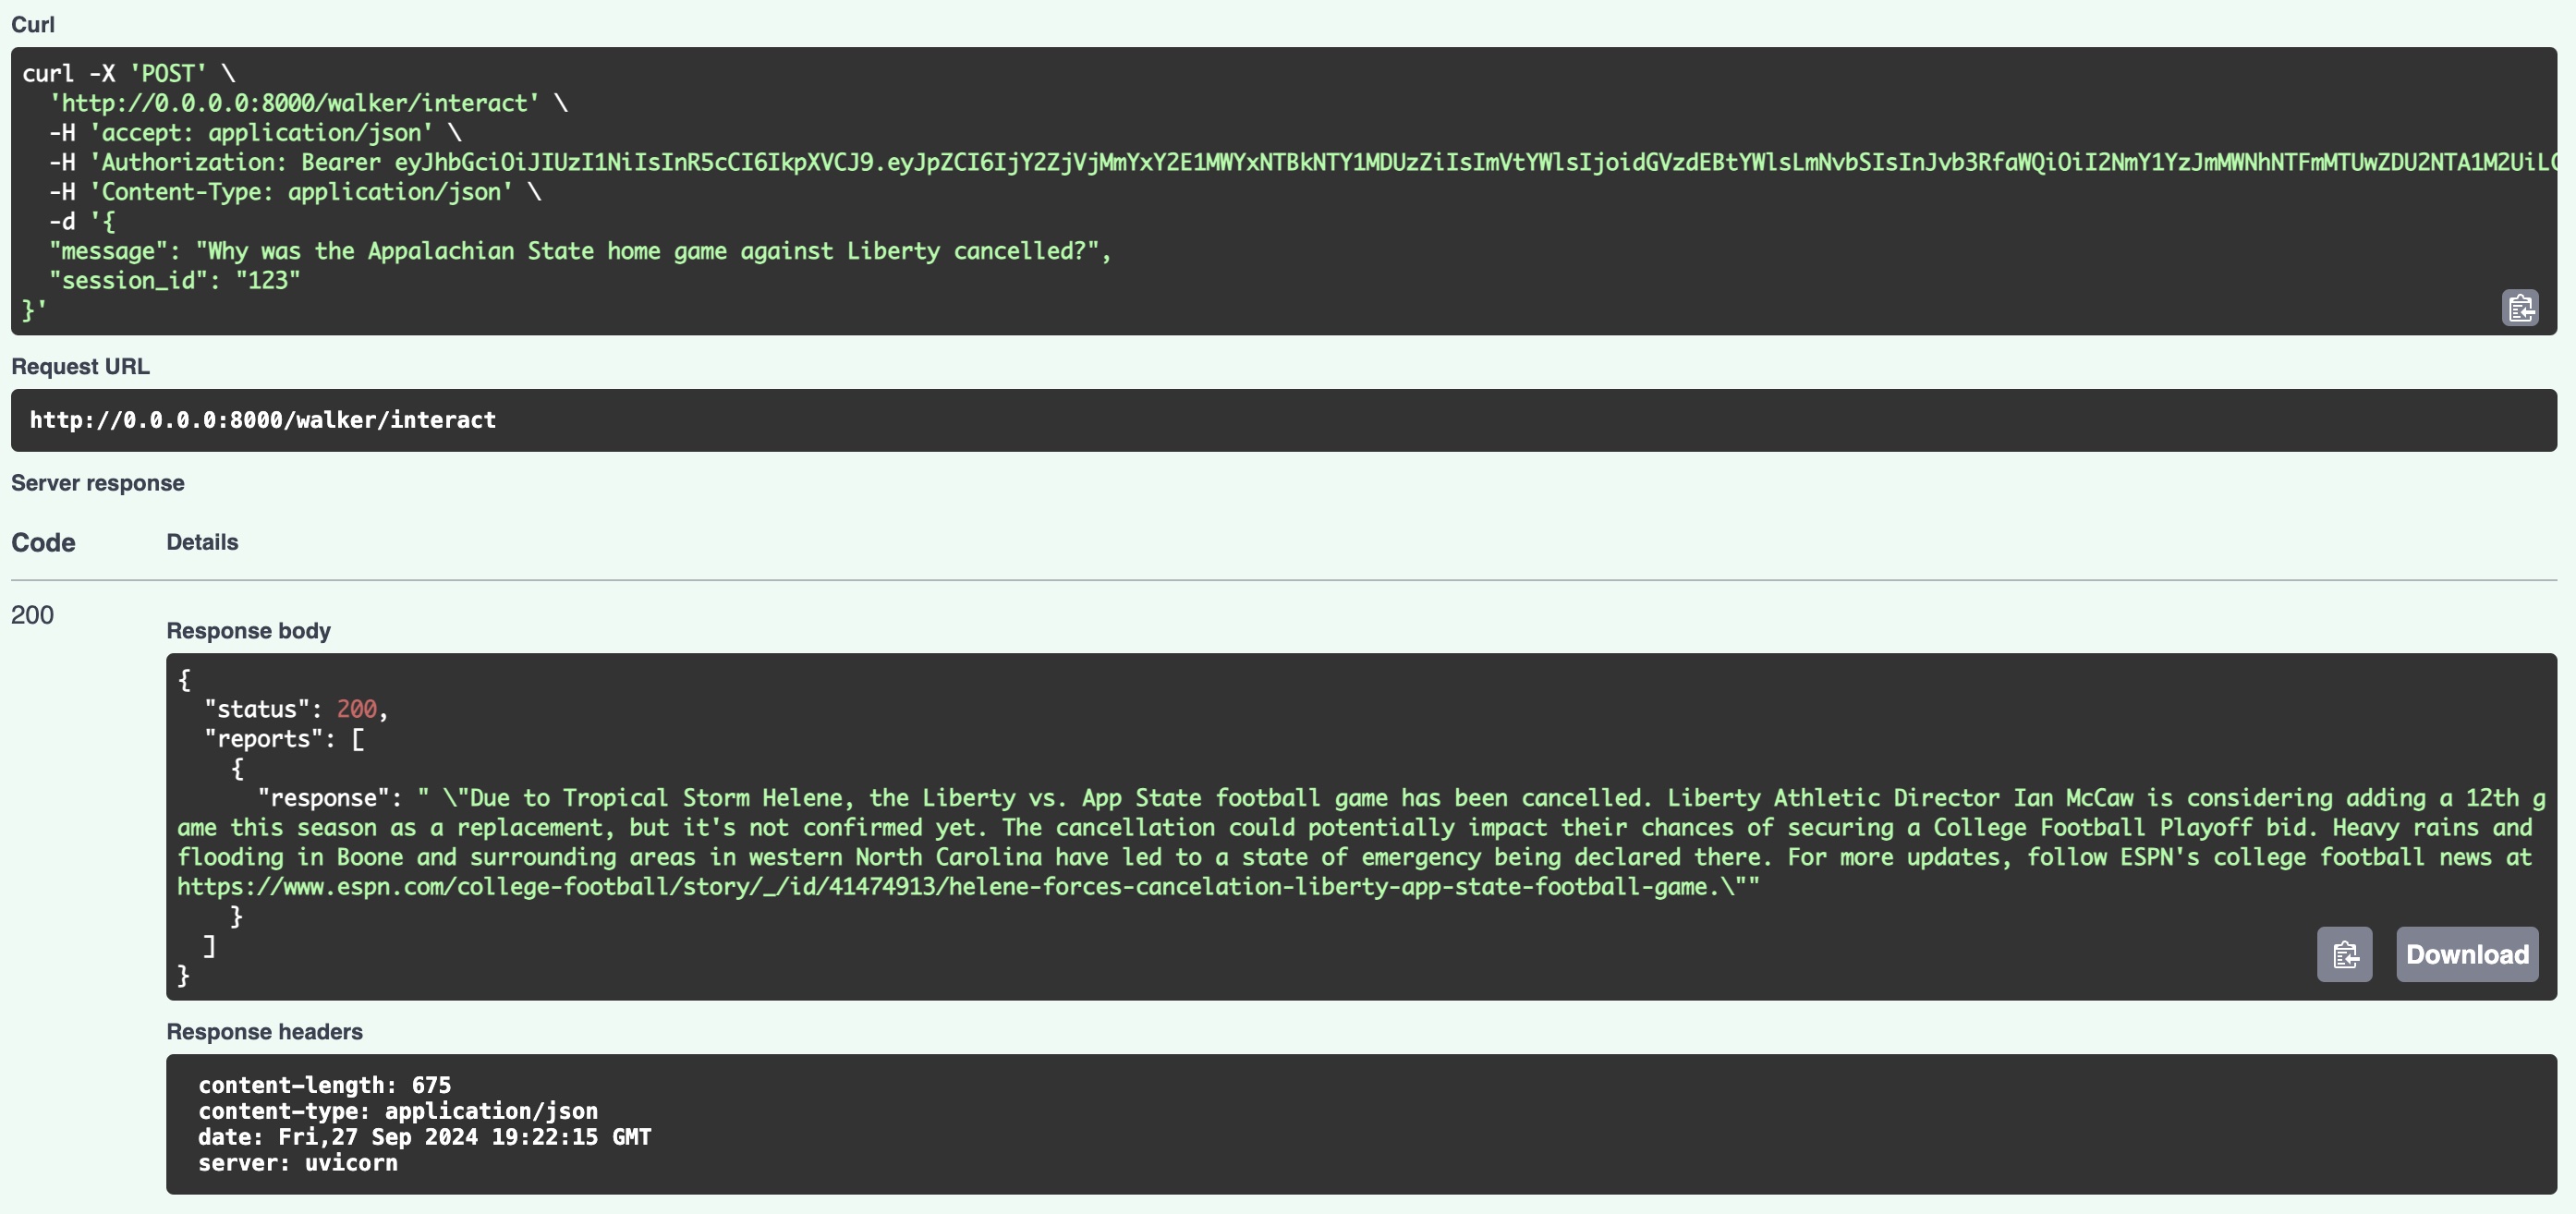 Curl
curl -X 'POST' \
  'http://0.0.0.0:8000/walker/interact' \
  -H 'accept: application/json' \
  -H 'Authorization: Bearer eyJhbGciOiJIUzI1NiIsInR5cCI6IkpXVCJ9.eyJpZCI6IjY2ZjVjMmYxY2E1MWYxNTBkNTY1MDUzZiIsImVtYWlsIjoidGVzdEBtYWlsLmNvbSIsInJvb3RfaWQiOiI2NmY1YzJmMWNhNTFmMTUwZDU2NTA1M2UiLC
  -H 'Content-Type: application/json' \
  -d '{
  "message": "Why was the Appalachian State home game against Liberty cancelled?",
  "session_id": "123"
}'
Request URL
http://0.0.0.0:8000/walker/interact
Server response
Code Details
200
Response body
{
  "status": 200,
  "reports": [
    {
      "response": " \"Due to Tropical Storm Helene, the Liberty vs. App State football game has been cancelled. Liberty Athletic Director Ian McCaw is considering adding a 12th g
ame this season as a replacement, but it's not confirmed yet. The cancellation could potentially impact their chances of securing a College Football Playoff bid. Heavy rains and
flooding in Boone and surrounding areas in western North Carolina have led to a state of emergency being declared there. For more updates, follow ESPN's college football news at
https://www.espn.com/college-football/story/_/id/41474913/helene-forces-cancelation-liberty-app-state-football-game.\""
    }
  ]
}
Download
Response headers
content-length: 675
content-type: application/json
date: Fri,27 Sep 2024 19:22:15 GMT
server: uvicorn